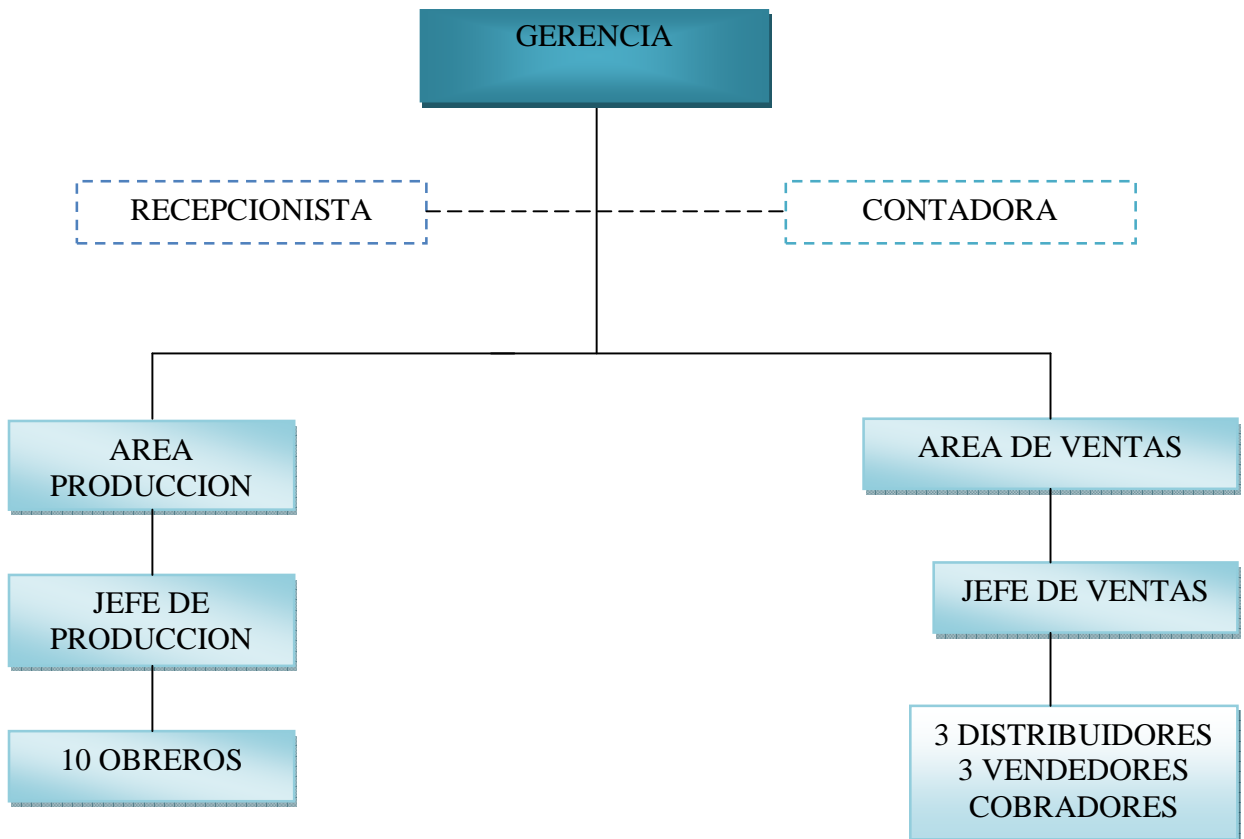 GERENCIA
RECEPCIONISTA
CONTADORA
AREA
PRODUCCION
AREA DE VENTAS
JEFE DE
PRODUCCION
JEFE DE VENTAS
10 OBREROS
3 DISTRIBUIDORES
3 VENDEDORES
COBRADORES